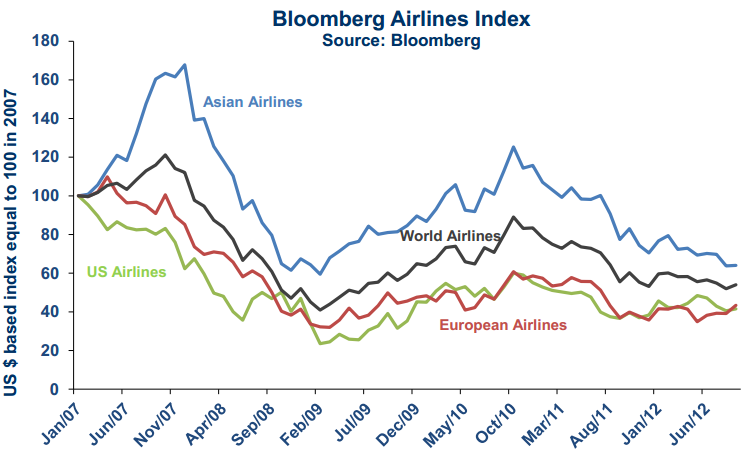 Bloomberg Airlines Index
Source: Bloomberg
US $ based index equal to 100 in 2007
180
160
140
120
100
80
60
40
20
0
Asian Airlines
World Airlines
US Airlines
European Airlines
Jan/07
Jun/07
Nov/07
Apr/08
Sep/08
Feb/09
Jul/09
Dec/09
May/10
Oct/10
Mar/11
Aug/11
Jan/12
Jun/12